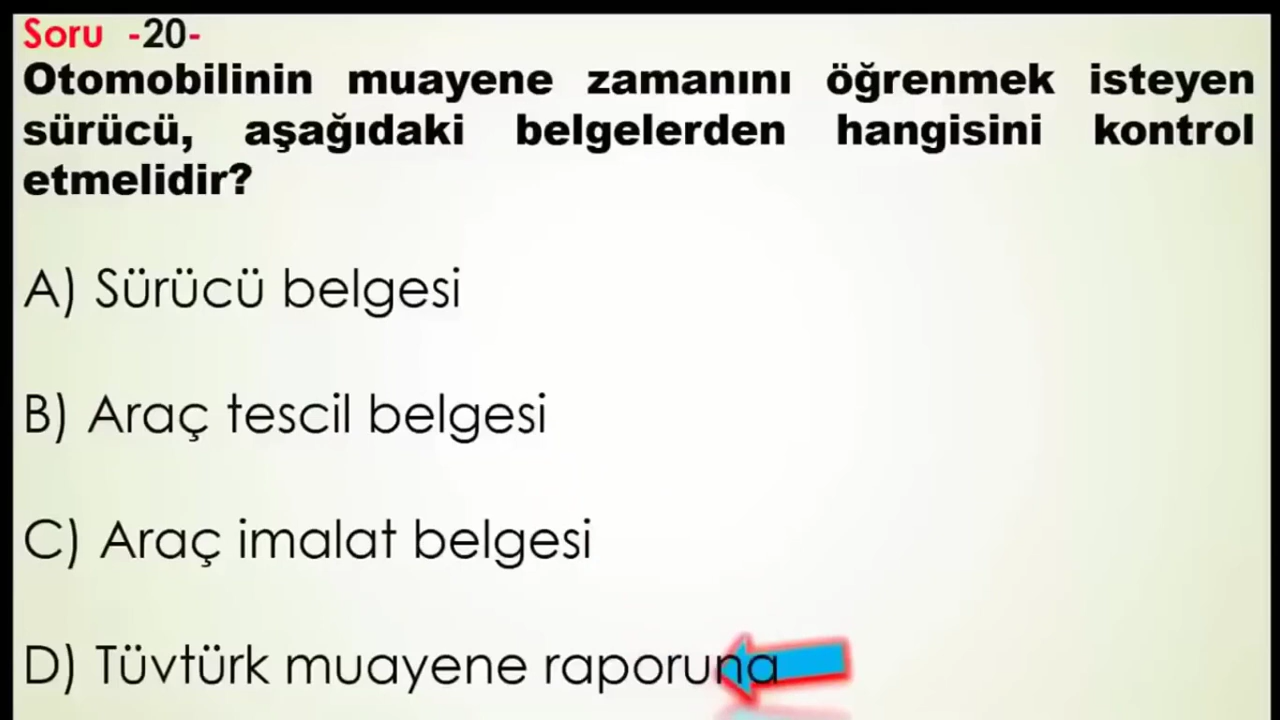 Soru -20-
Otomobilinin muayene zamanını öğrenmek isteyen
sürücü, aşağıdaki belgelerden hangisini kontrol
etmelidir?
A) Sürücü belgesi
B) Araç tescil belgesi
C) Araç imalat belgesi
D) Tüvtürk muayene raporuna